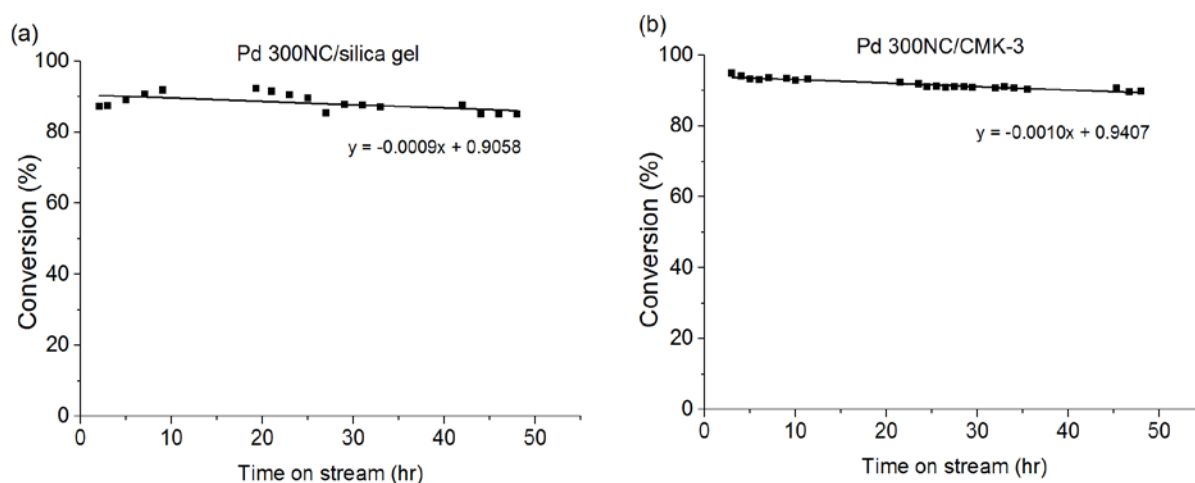 (a)
Pd 300NC/silica gel
100
80
60
40
20
0
Conversion (%)
y = -0.0009x + 0.9058
0 10 20 30 40 50
Time on stream (hr)
(b)
Pd 300NC/CMK-3
100
80
60
40
20
0
Conversion (%)
y = -0.0010x + 0.9407
0 10 20 30 40 50
Time on stream (hr)